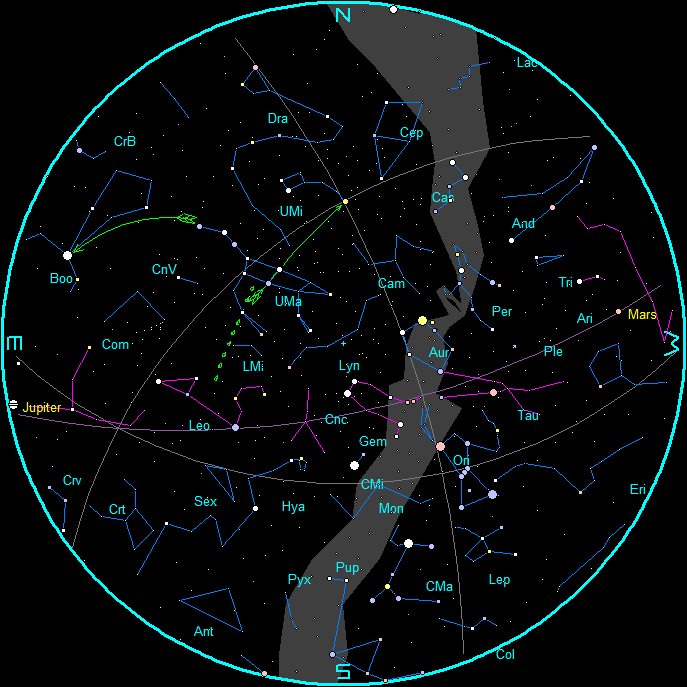 N
Lac
Dra
Cep
CrB
Cas
UMi
And
Boo
CnV
UMa
Cam
Tri
Per
Ari
Mars
E
W
Com
Aur
Ple
LMi
Lyn
Jupiter
Leo
Cnc
Tau
Gem
Ori
Crv
CMi
Eri
Crt
Sex
Hya
Mon
Pup
Pyx
CMa
Lep
Ant
Col
S